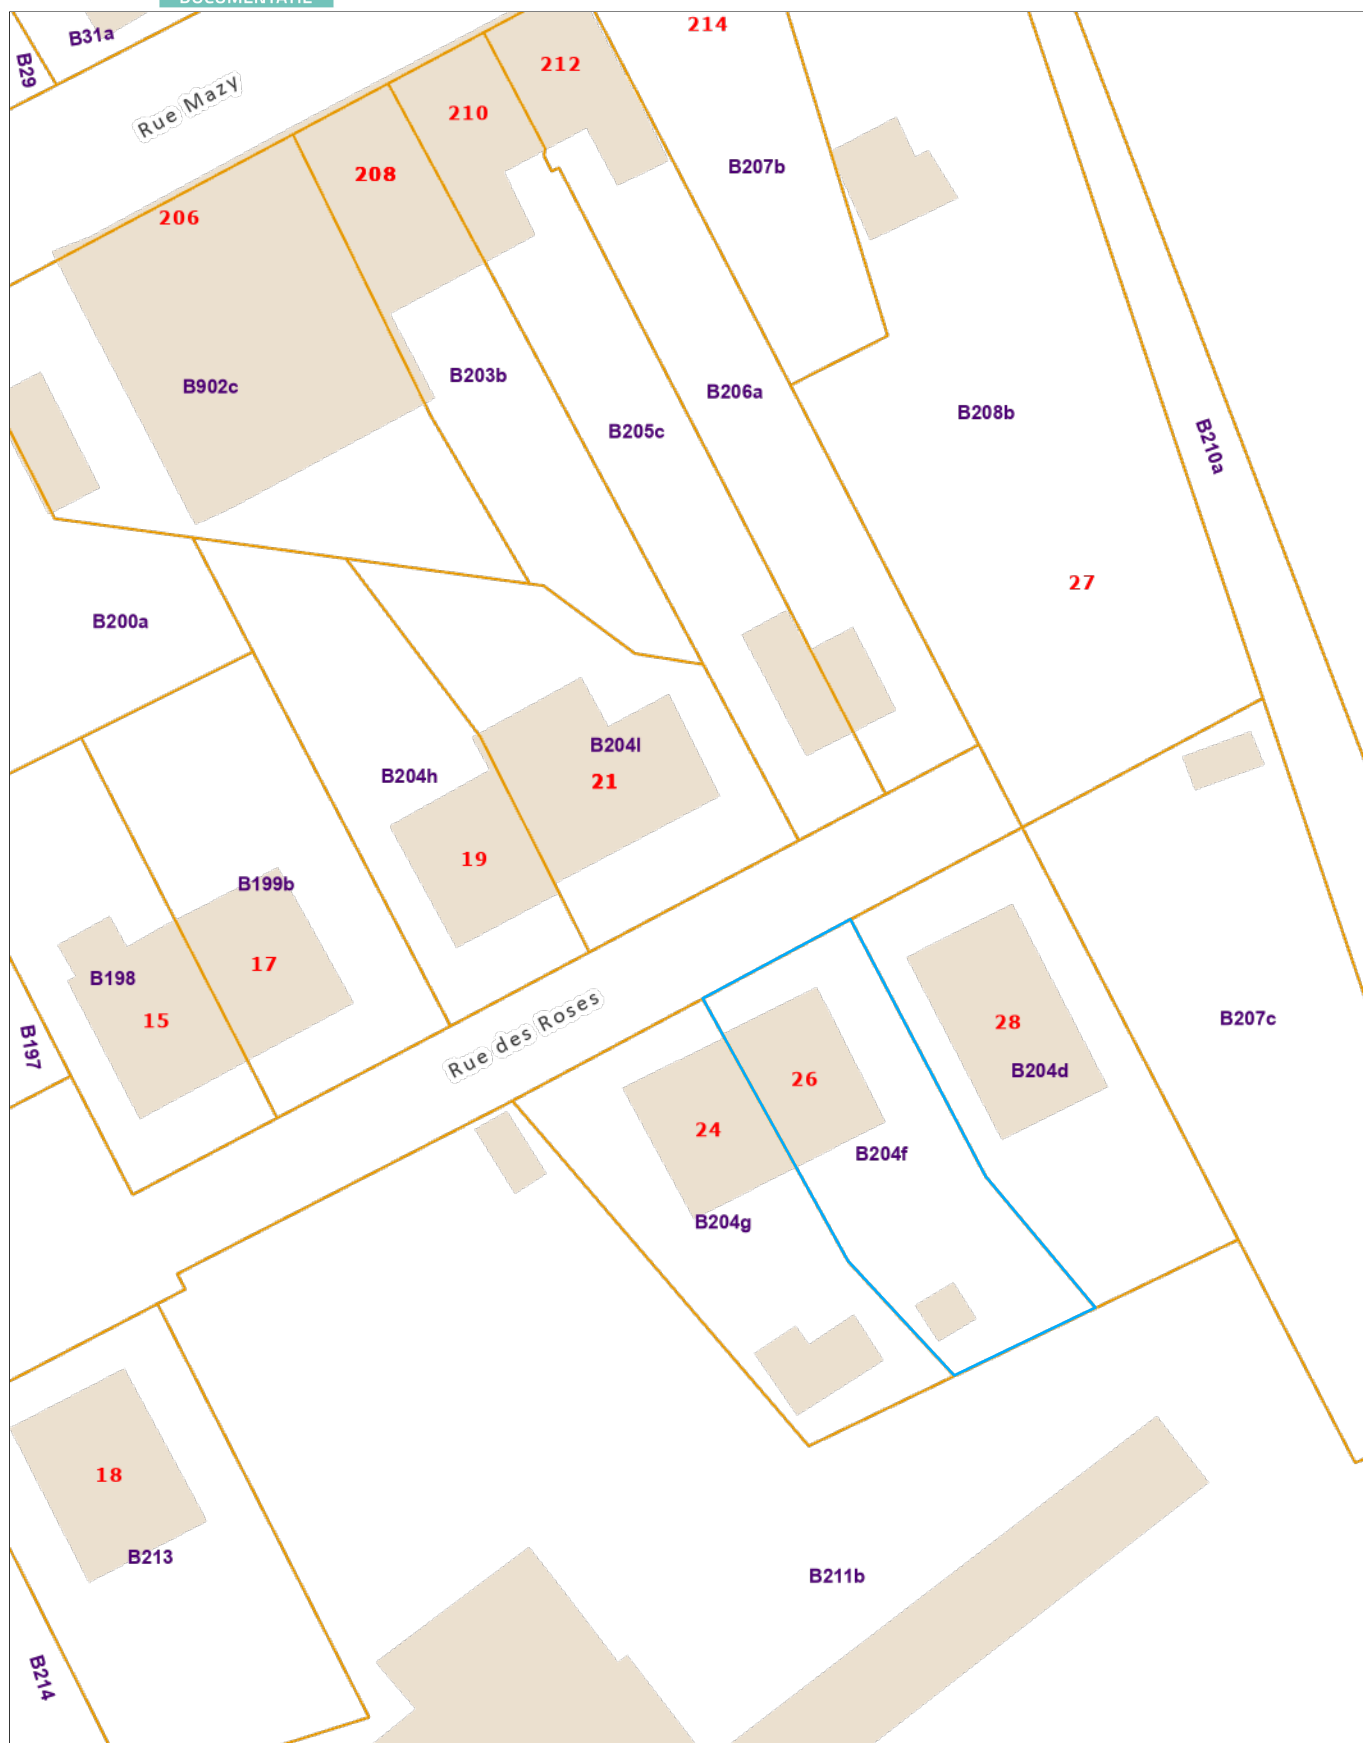 DOCUMENTATIE
214
B31a
212
B29
Rue Mazy
210
B207b
208
206
B203b
B902c
B206a
B208b
B205c
B210a
27
B200a
B204l
B204h
21
19
B199b
17
B198
15
B197
Rue des Roses
28
B207c
B204d
26
24
B204f
B204g
18
B213
B211b
B214